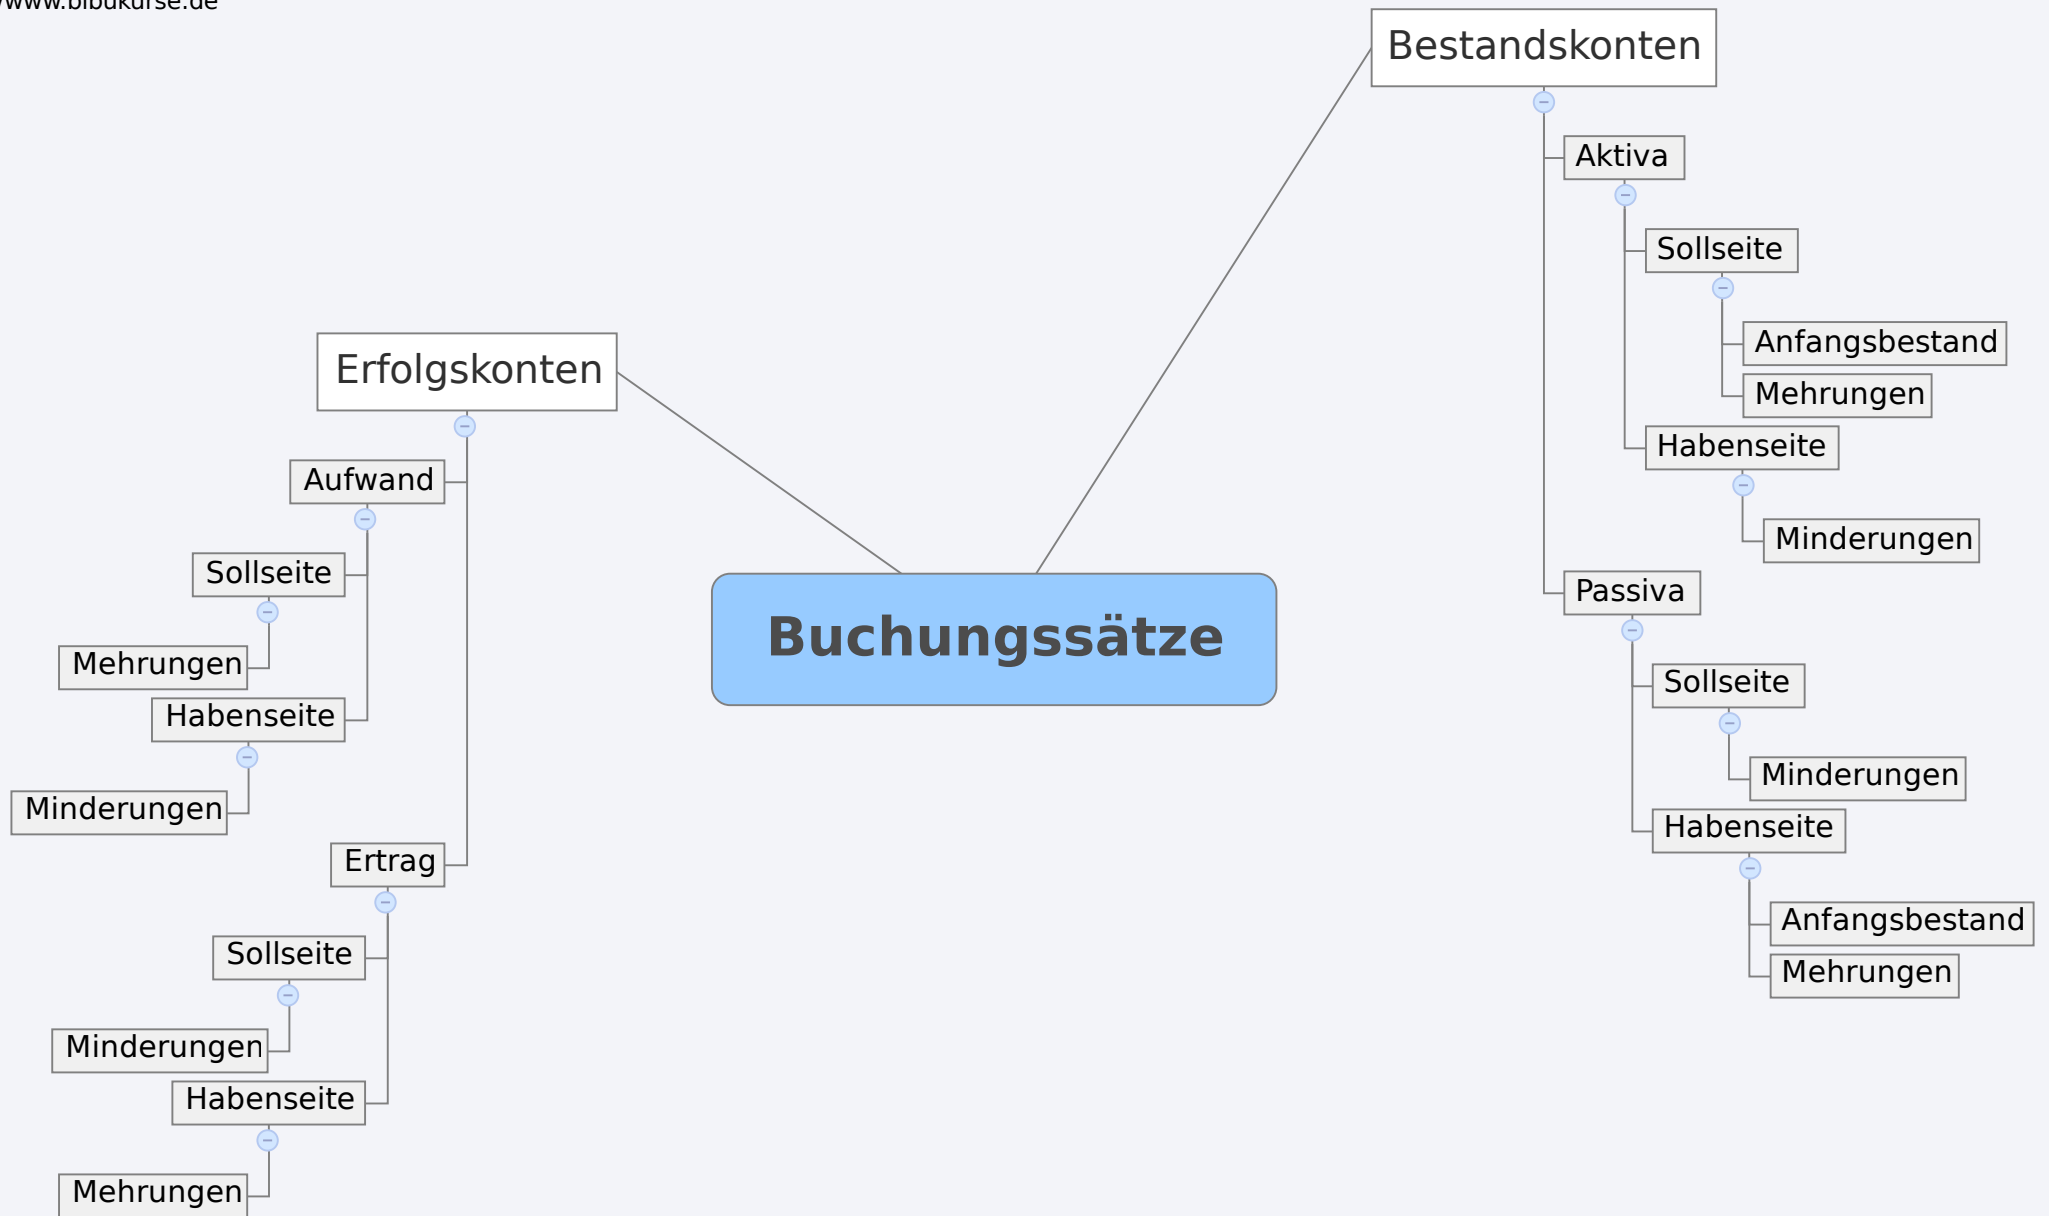 www.bibukurse.de
Buchungssätze
Bestandskonten
Aktiva
Sollseite
Anfangsbestand
Mehrungen
Habenseite
Minderungen
Passiva
Sollseite
Minderungen
Habenseite
Anfangsbestand
Mehrungen
Erfolgskonten
Aufwand
Sollseite
Mehrungen
Habenseite
Minderungen
Ertrag
Sollseite
Minderungen
Habenseite
Mehrungen